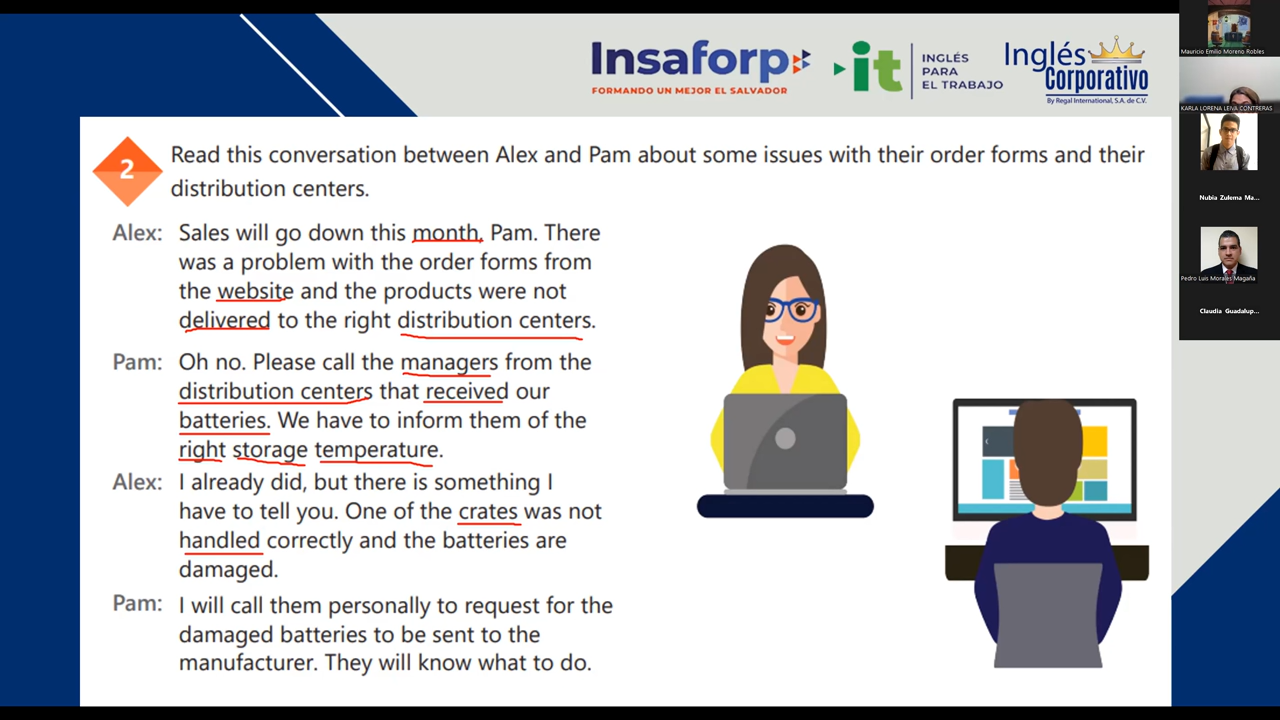 Insaforp
FORMANDO UN MEJOR EL SALVADOR
it
INGLÉS
PARA
EL TRABAJO
Inglés
Corporativo
By Regal International, S.A. de C.V.
2
Read this conversation between Alex and Pam about some issues with their order forms and their
distribution centers.
Alex: Sales will go down this month, Pam. There
was a problem with the order forms from
the website and the products were not
delivered to the right distribution centers.
Pam: Oh no. Please call the managers from the
distribution centers that received our
batteries. We have to inform them of the
right storage temperature.
Alex: I already did, but there is something I
have to tell you. One of the crates was not
handled correctly and the batteries are
damaged.
Pam: I will call them personally to request for the
damaged batteries to be sent to the
manufacturer. They will know what to do.
Mauricio Emilio Moreno Robles
KARLA LORENA LEIVA CONTRERAS
Nubia Zulema Ma...
Pedro Luis Morales Magaña
Claudia Guadalup...